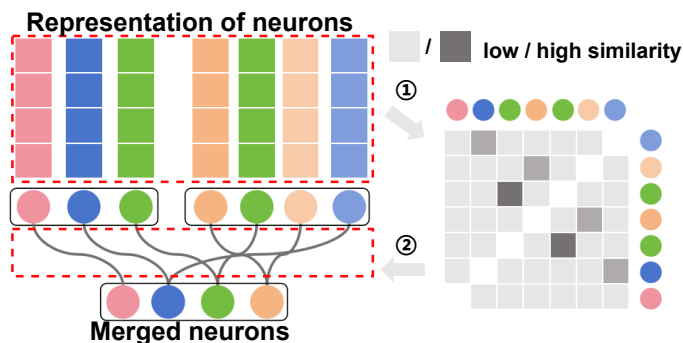 Representation of neurons
/ low / high similarity
①
②
Merged neurons